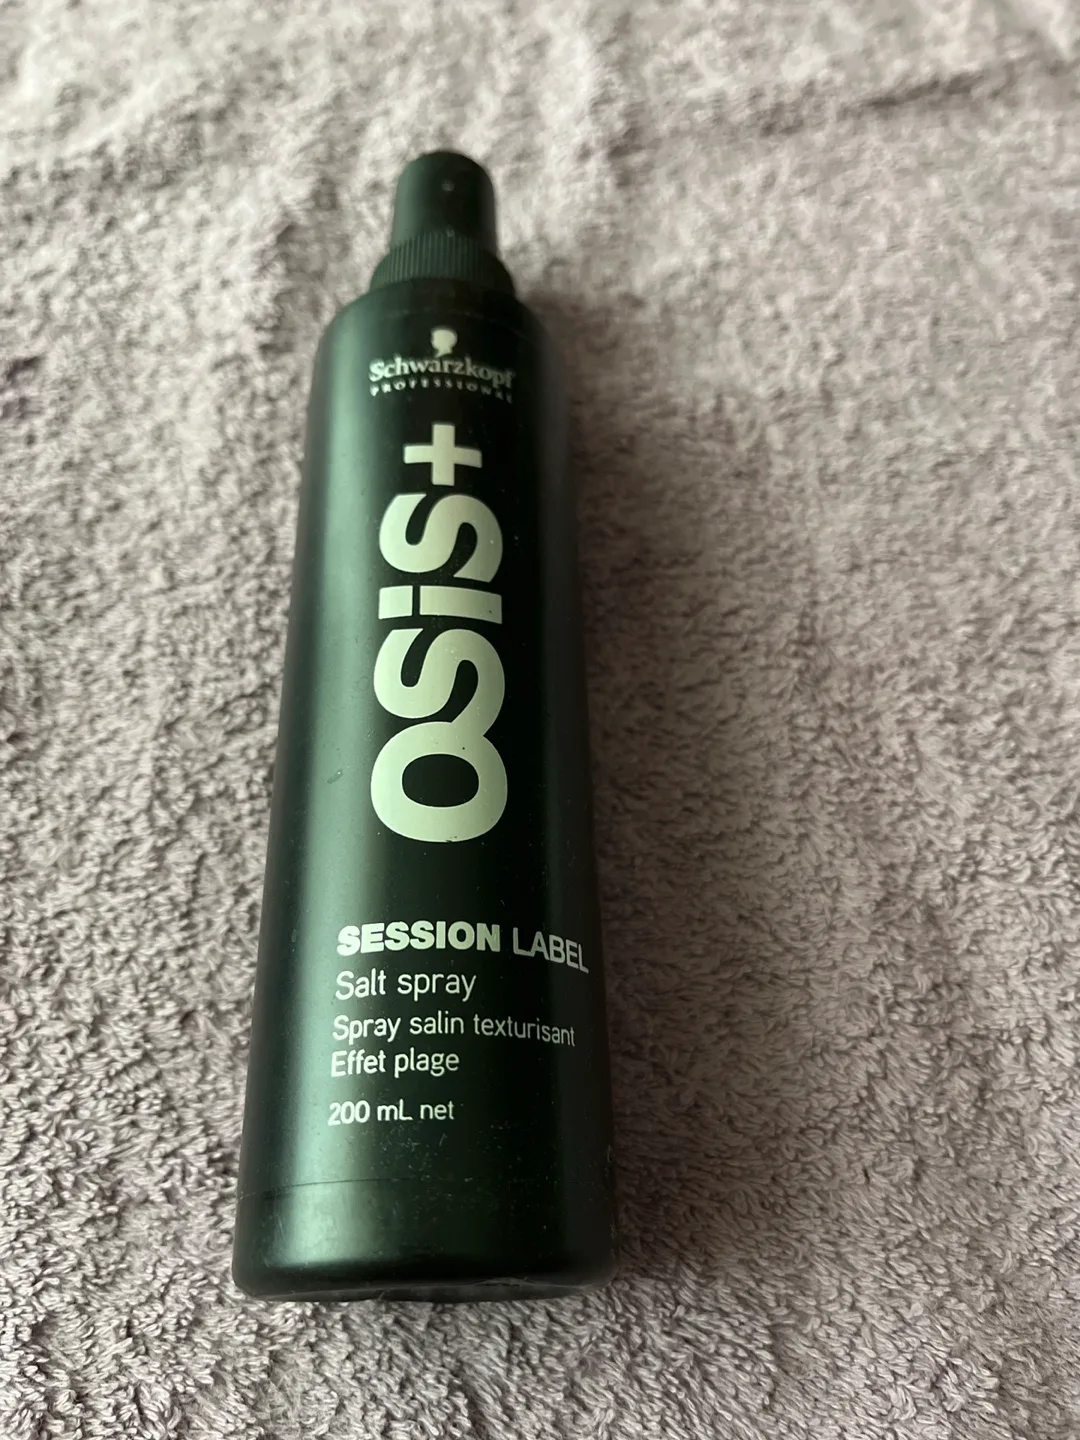 Schwarzkopf
PROFESSIONAL
OSiS+
SESSION LABEL
Salt spray
Spray salin texturisant
Effet plage
200 mL net